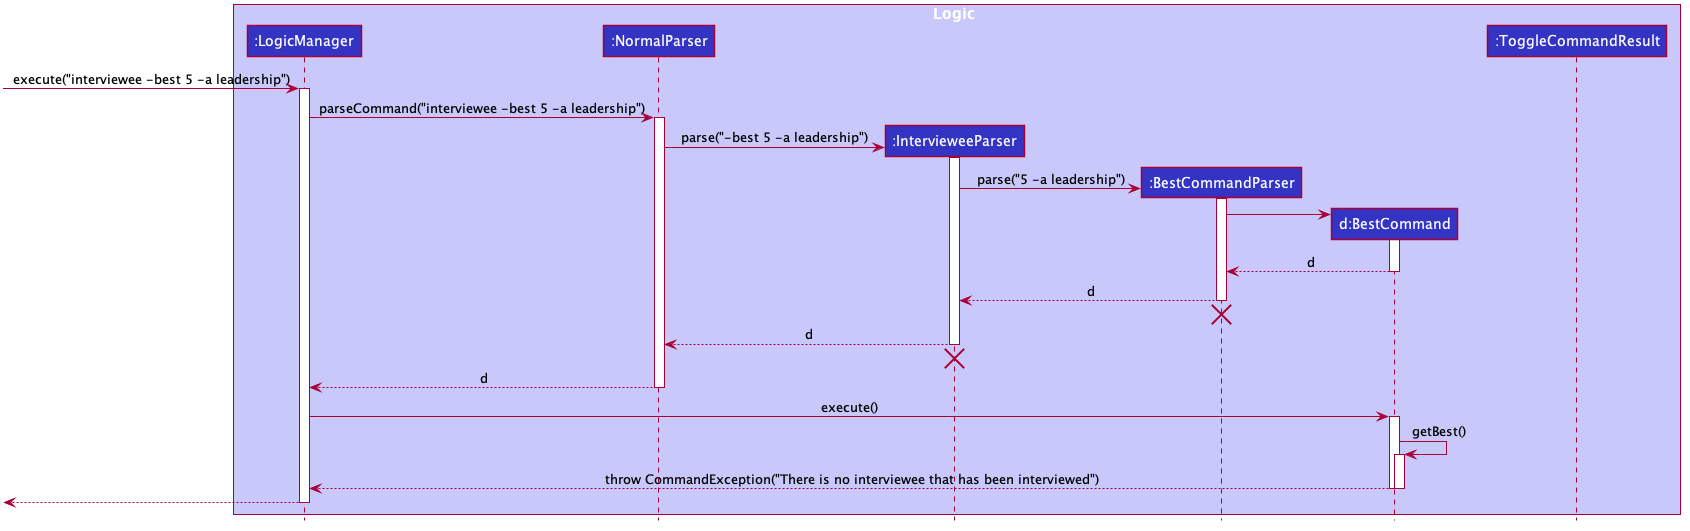 Logic
:LogicManager
:NormalParser
:ToggleCommandResult
execute("interviewee -best 5 -a leadership")
parseCommand("interviewee -best 5 -a leadership")
parse("-best 5 -a leadership")
:IntervieweeParser
parse("5 -a leadership")
:BestCommandParser
d:BestCommand
d
d
d
d
execute()
getBest()
throw CommandException("There is no interviewee that has been interviewed")